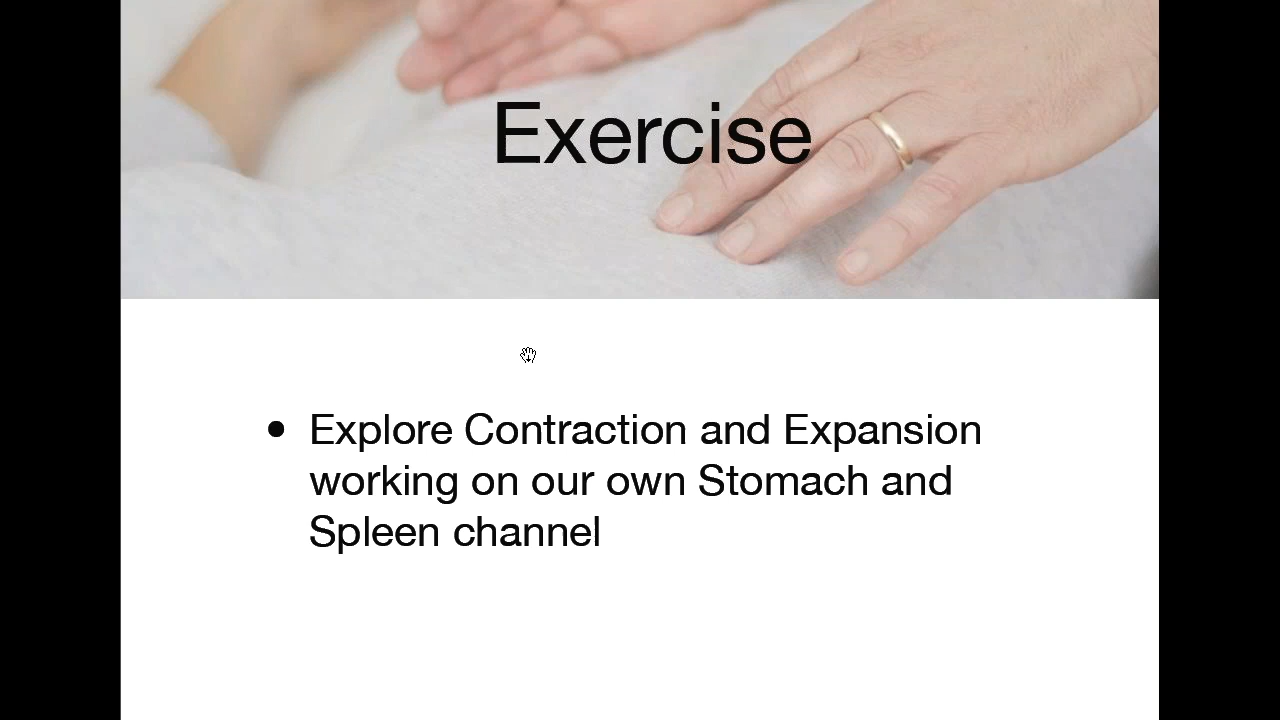 Exercise
• Explore Contraction and Expansion
working on our own Stomach and
Spleen channel